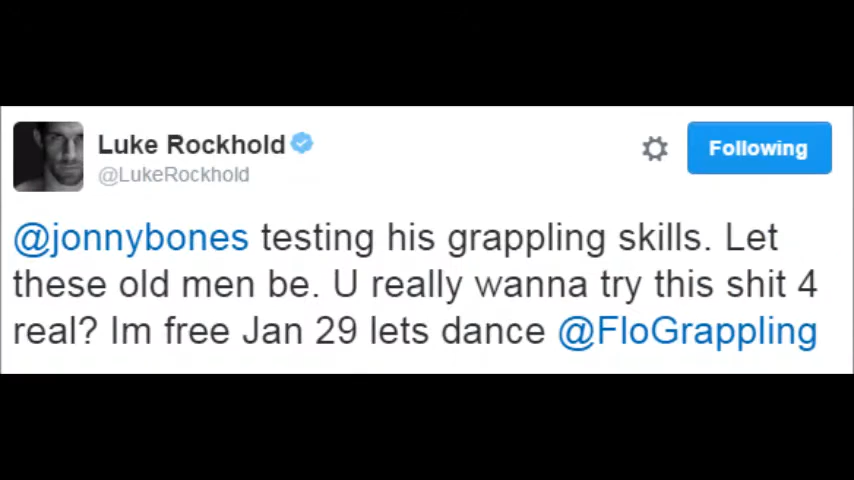 Luke Rockhold
@LukeRockhold
Following
@jonnybones testing his grappling skills. Let
these old men be. U really wanna try this shit 4
real? Im free Jan 29 lets dance @FloGrappling